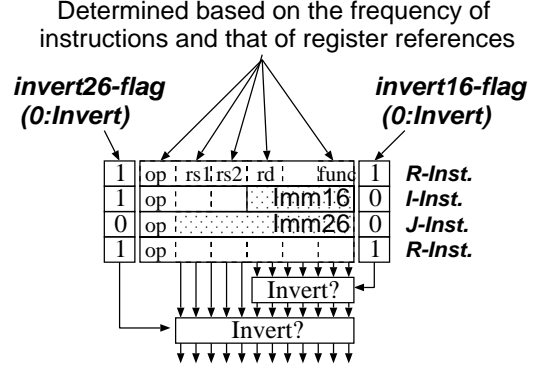 Determined based on the frequency of
instructions and that of register references
invert26-flag
(0:Invert)
invert16-flag
(0:Invert)
1 op rs1 rs2 rd func 1 R-Inst.
1 op Imm16 0 I-Inst.
0 op Imm26 0 J-Inst.
1 op 1 R-Inst.
Invert?
Invert?